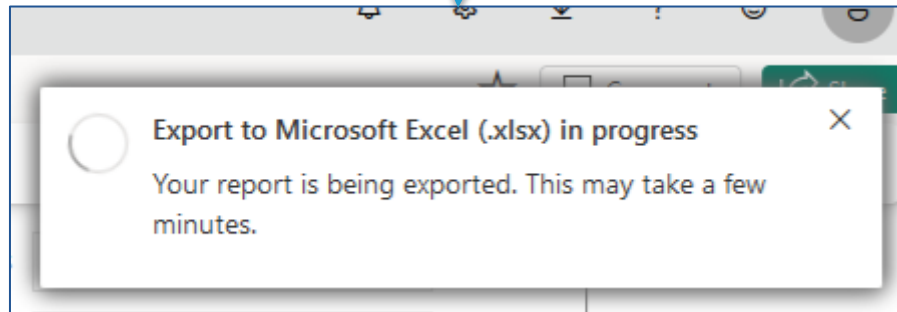 Export to Microsoft Excel (.xlsx) in progress
Your report is being exported. This may take a few
minutes.